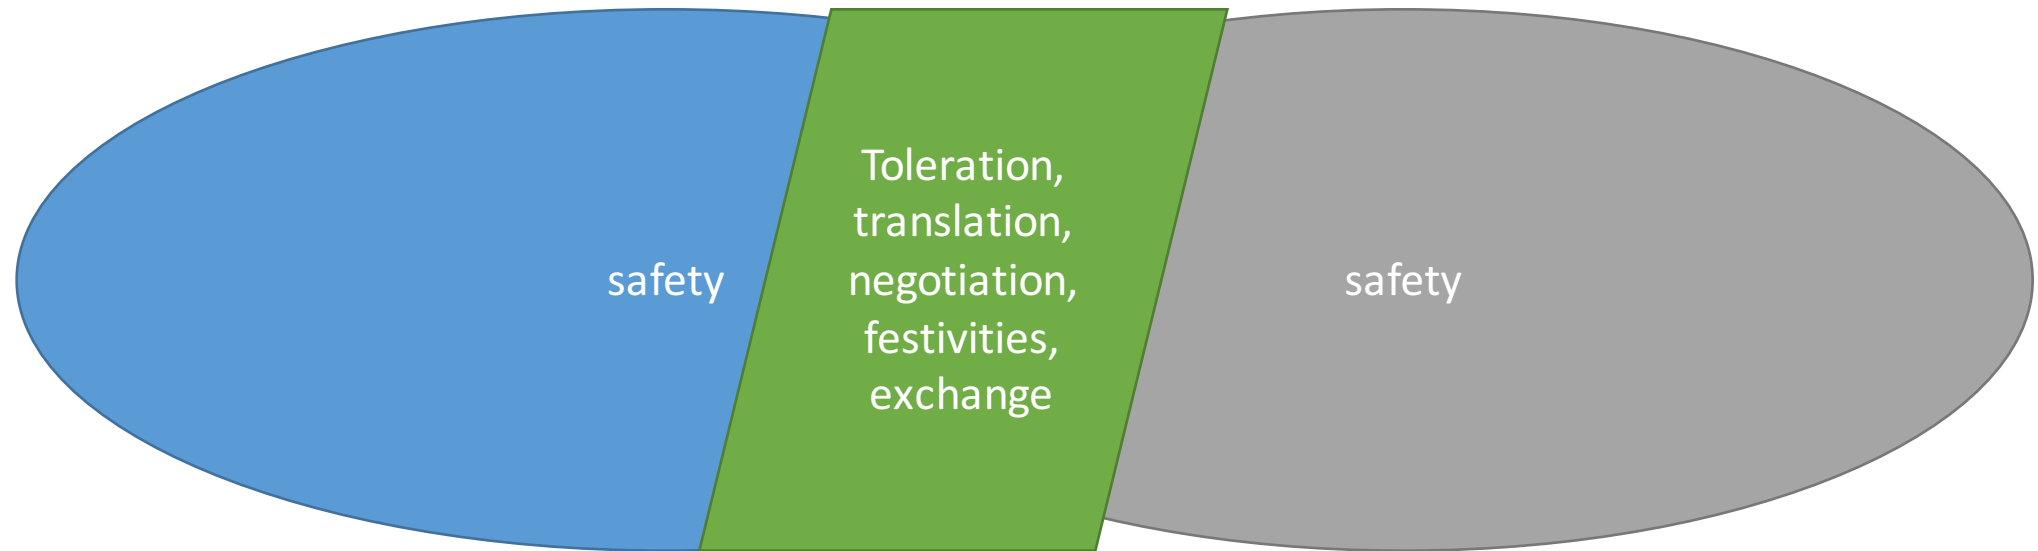 safety
Toleration,
translation,
negotiation,
festivities,
exchange
safety